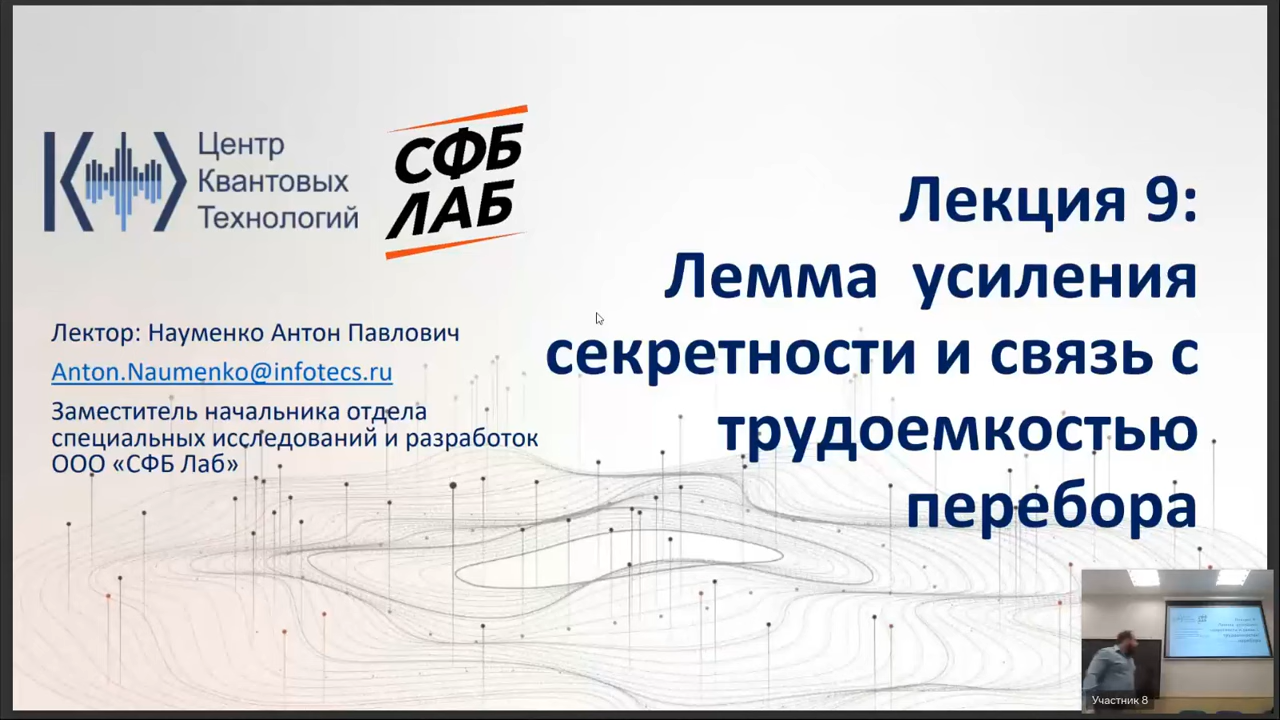 Центр
Квантовых
Технологий
СФБ
ЛАБ
Лекция 9:
Лемма усиления
секретности и связь с
трудоемкостью
перебора
Лектор: Науменко Антон Павлович
Anton.Naumenko@infotecs.ru
Заместитель начальника отдела
специальных исследований и разработок
ООО «СФБ Лаб»
Участник 8